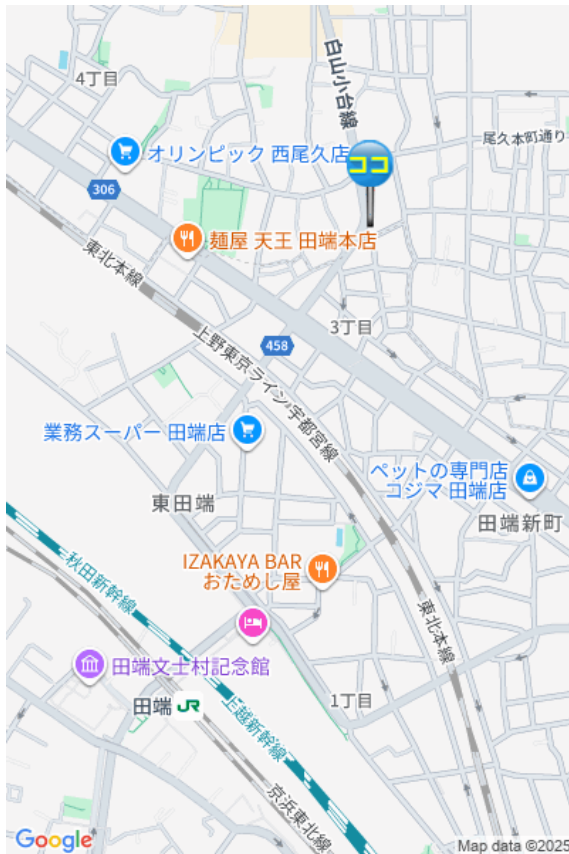 白山小台線
4丁目
尾久本町通り
オリンピック 西尾久店
ココ
306
麺屋 天王 田端本店
東北本線
3丁目
458
上野東京ライン・宇都宮線
業務スーパー 田端店
ペットの専門店
コジマ 田端店
東田端
田端新町
IZAKAYA BAR
おためし屋
秋田新幹線
東北本線
田端文士村記念館
1丁目
田端 JR
上越新幹線
京浜東北線
Google
Map data ©2025